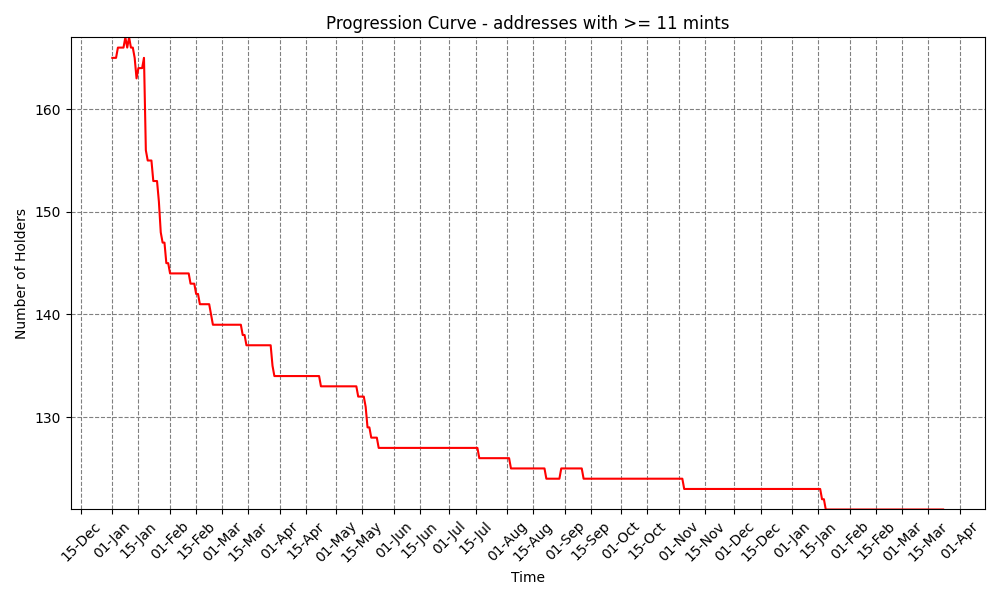 Progression Curve - addresses with >= 11 mints
Number of Holders
160
150
140
130
15-Dec
01-Jan
15-Jan
01-Feb
15-Feb
01-Mar
15-Mar
01-Apr
15-Apr
01-May
15-May
01-Jun
15-Jun
01-Jul
15-Jul
01-Aug
15-Aug
01-Sep
15-Sep
01-Oct
15-Oct
01-Nov
15-Nov
01-Dec
15-Dec
01-Jan
15-Jan
01-Feb
15-Feb
01-Mar
15-Mar
01-Apr
Time